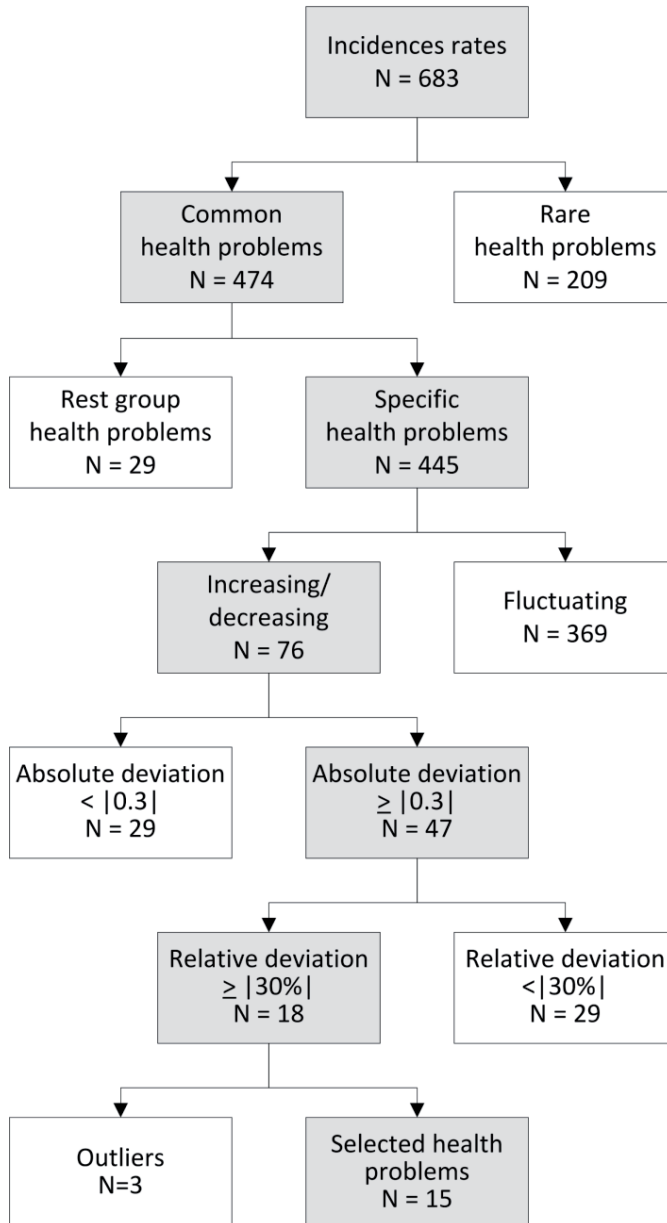 Incidences rates
N = 683
Common
health problems
N = 474
Rare
health problems
N = 209
Rest group
health problems
N = 29
Specific
health problems
N = 445
Increasing/
decreasing
N = 76
Fluctuating
N = 369
Absolute deviation
< |0.3|
N = 29
Absolute deviation
≥ |0.3|
N = 47
Relative deviation
≥ |30%|
N = 18
Relative deviation
<|30%|
N = 29
Outliers
N=3
Selected health
problems
N = 15